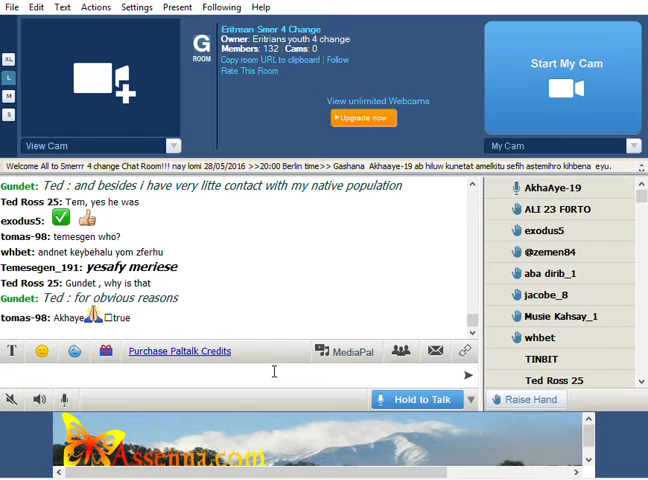 File Edit Text Actions Settings Present Following Help
XL
L
M
S
View Cam
G
ROOM
Eritrean Smer 4 Change
Owner: Eritrians youth 4 change
Members: 132 Cams: 0
Copy room URL to clipboard | Follow
Rate This Room
View unlimited Webcams
Upgrade now
Start My Cam
My Cam
Welcome All to Smerrr 4 change Chat Room!!! nay lomi 28/05/2016 >>20:00 Berlin time>> Gashana Akhaaye-19 ab hiluw kunetat amelkitu sefih astemihro kihbena eyu.
Gundet: Ted : and besides i have very litte contact with my native population
Ted Ross 25: Tem, yes he was
exodus5:
tomas-98: temesgen who?
whbet: andnet keybehalu yom zferhu
Temesegen_191: yesafy meriese
Ted Ross 25: Gundet , why is that
Gundet: Ted : for obvious reasons
tomas-98: Akhaye true
AkhaAye-19
ALI 23 F0RTO
exodus5
@zemen84
aba dirib_1
jacobe_8
Musie Kahsay_1
whbet
TINBIT
Ted Ross 25
T
Purchase Paltalk Credits
MediaPal
Hold to Talk
Raise Hand
Assenna.com